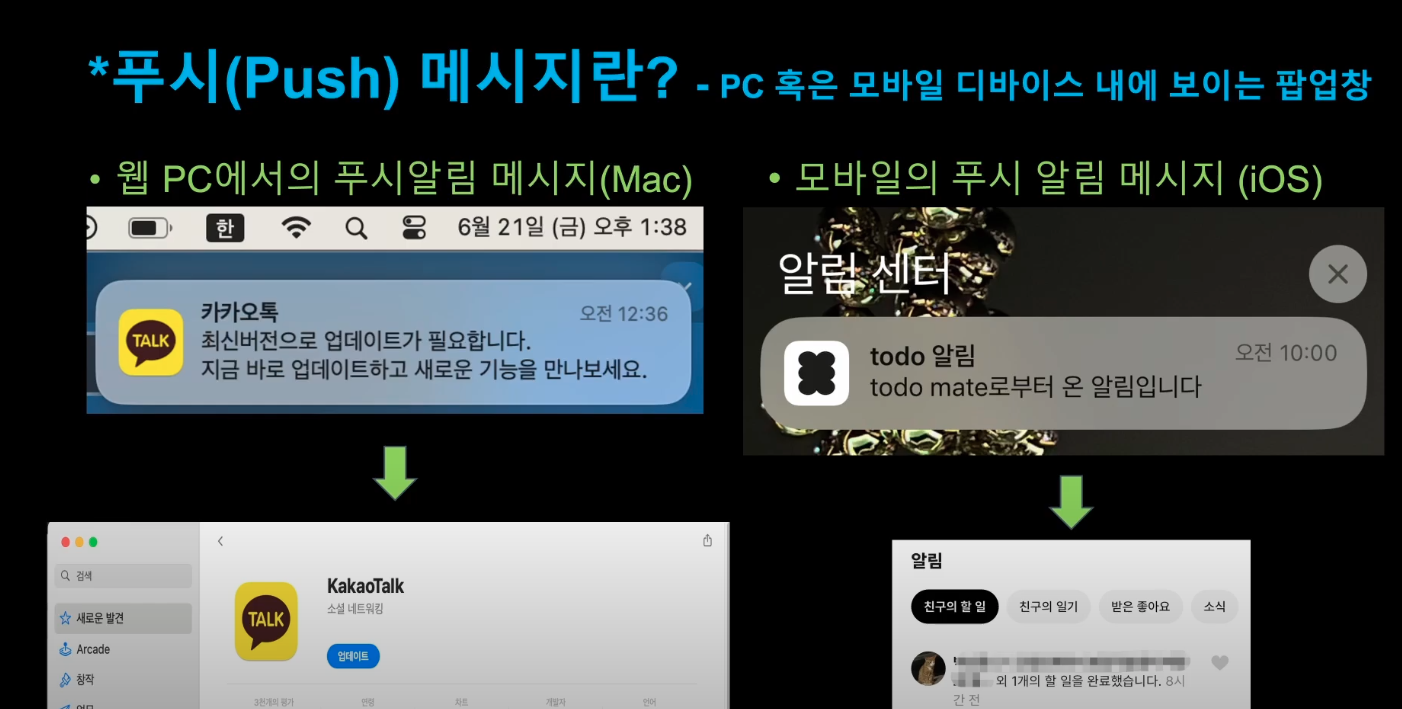 *푸시(Push) 메시지란? - PC 혹은 모바일 디바이스 내에 보이는 팝업창
• 웹 PC에서의 푸시알림 메시지(Mac)
한 6월 21일 (금) 오후 1:38
TALK
카카오톡 오전 12:36
최신버전으로 업데이트가 필요합니다.
지금 바로 업데이트하고 새로운 기능을 만나보세요.
검색
새로운 발견
Arcade
창작
TALK
KakaoTalk
소셜 네트워킹
업데이트
연령 차트 개발자 언어
• 모바일의 푸시 알림 메시지 (iOS)
알림 센터
todo 알림 오전 10:00
todo mate로부터 온 알림입니다
알림
친구의 할 일 친구의 일기 받은 좋아요 소식
외 1개의 할 일을 완료했습니다. 8시
간 전